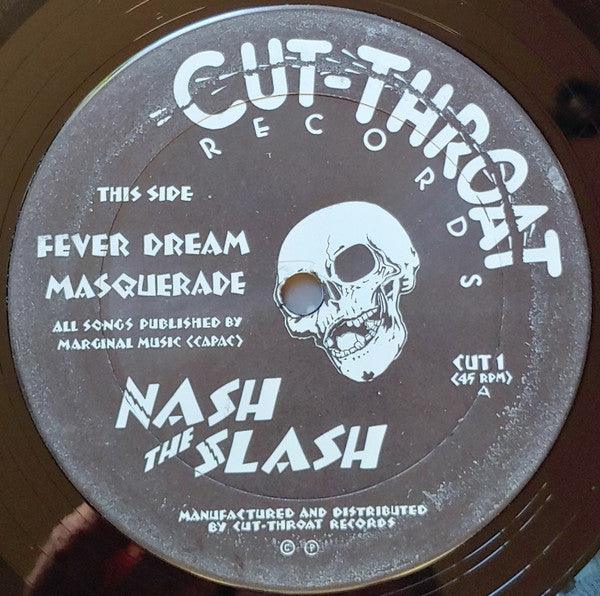 CUT-THROAT
RECORDS
THIS SIDE
FEVER DREAM
MASQUERADE
ALL SONGS PUBLISHED BY
MARGINAL MUSIC (CAPAC)
CUT 1
(45 RPM)
A
NASH
THE SLASH
MANUFACTURED AND DISTRIBUTED
BY CUT-THROAT RECORDS
© ℗